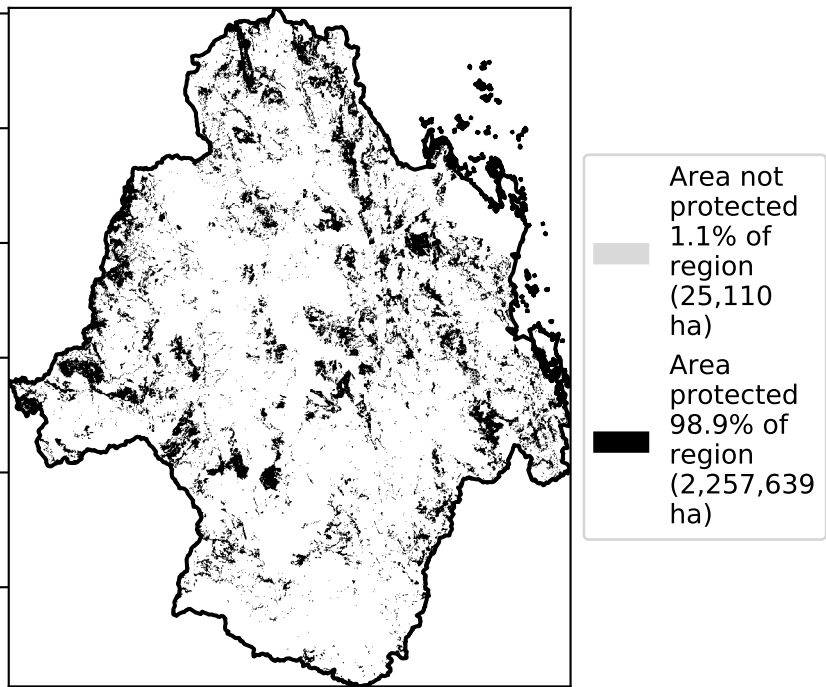 Area not
protected
1.1% of
region
(25,110
ha)
Area
protected
98.9% of
region
(2,257,639
ha)